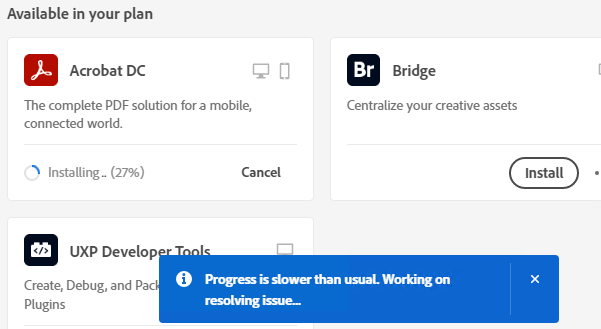 Available in your plan
Acrobat DC
The complete PDF solution for a mobile,
connected world.
Installing.. (27%)
Cancel
Br
Bridge
Centralize your creative assets
Install
UXP Developer Tools
Create, Debug, and Pack
Plugins
Progress is slower than usual. Working on
resolving issue...